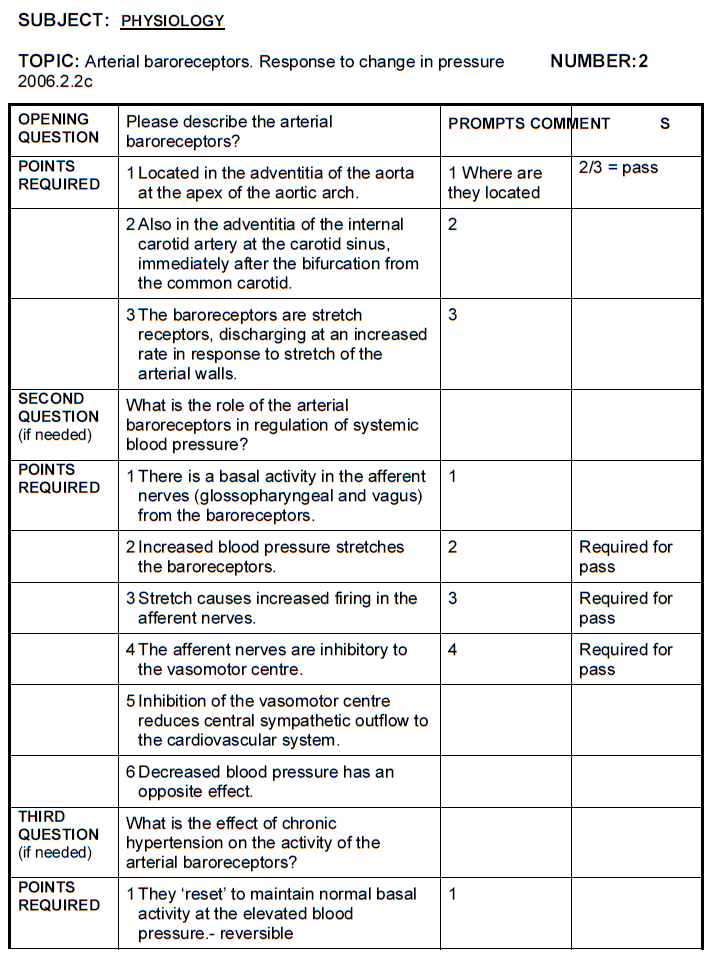 SUBJECT: PHYSIOLOGY
TOPIC: Arterial baroreceptors. Response to change in pressure NUMBER:2
2006.2.2c
OPENING QUESTION
Please describe the arterial
baroreceptors?
PROMPTS COMMENT S
POINTS REQUIRED
1 Located in the adventitia of the aorta
at the apex of the aortic arch.
1 Where are
they located
2/3 = pass
2 Also in the adventitia of the internal
carotid artery at the carotid sinus,
immediately after the bifurcation from
the common carotid.
2
3 The baroreceptors are stretch
receptors, discharging at an increased
rate in response to stretch of the
arterial walls.
3
SECOND
QUESTION
(if needed)
What is the role of the arterial
baroreceptors in regulation of systemic
blood pressure?
POINTS
REQUIRED
1 There is a basal activity in the afferent
nerves (glossopharyngeal and vagus)
from the baroreceptors.
1
2 Increased blood pressure stretches
the baroreceptors.
2
Required for
pass
3 Stretch causes increased firing in the
afferent nerves.
3
Required for
pass
4 The afferent nerves are inhibitory to
the vasomotor centre.
4
Required for
pass
5 Inhibition of the vasomotor centre
reduces central sympathetic outflow to
the cardiovascular system.
6 Decreased blood pressure has an
opposite effect.
THIRD
QUESTION
(if needed)
What is the effect of chronic
hypertension on the activity of the
arterial baroreceptors?
POINTS
REQUIRED
1 They ‘reset’ to maintain normal basal
activity at the elevated blood
pressure.- reversible
1